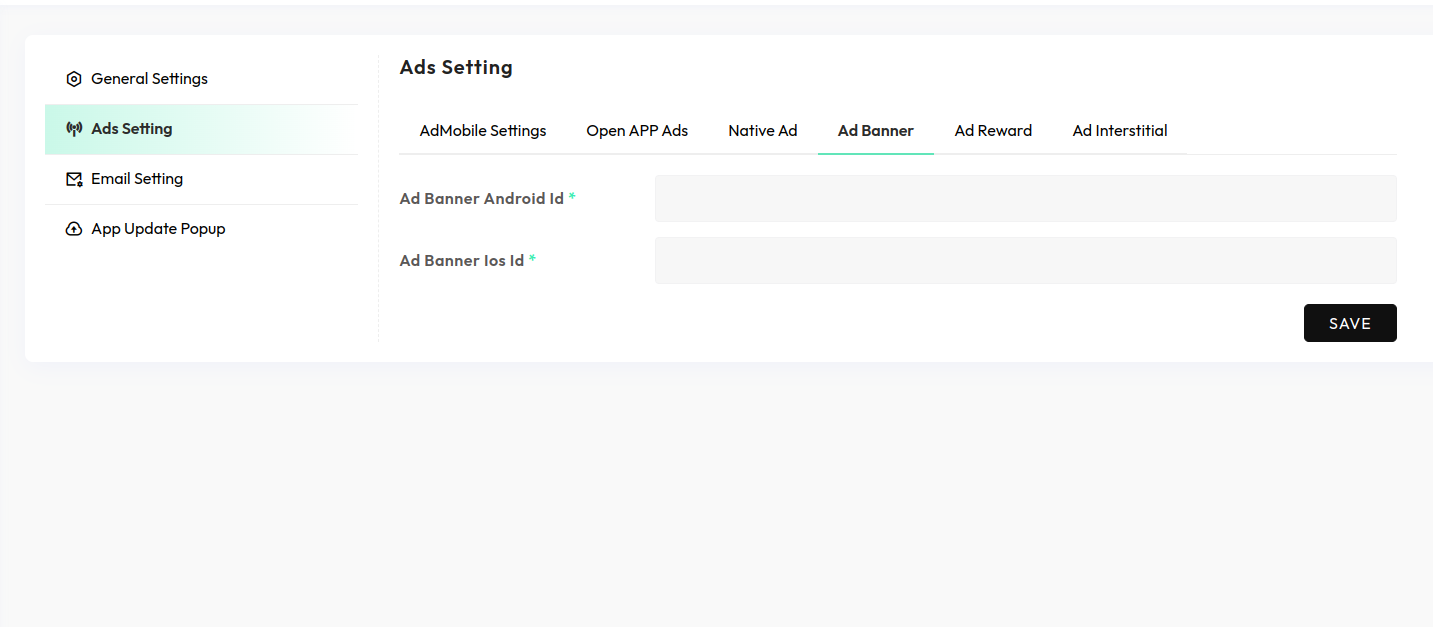 General Settings
Ads Setting
Email Setting
App Update Popup
Ads Setting
AdMobile Settings Open APP Ads Native Ad Ad Banner Ad Reward Ad Interstitial
Ad Banner Android Id *
Ad Banner Ios Id *
SAVE